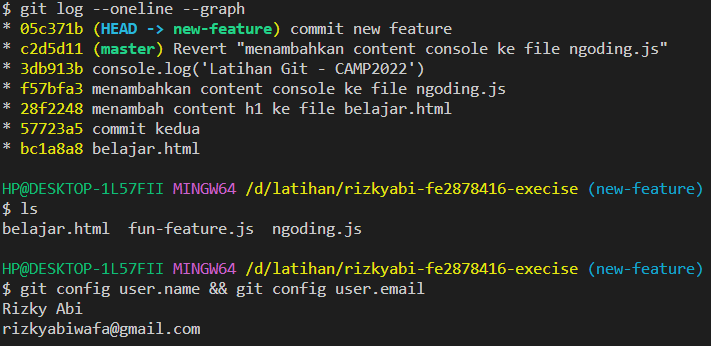 $ git log --oneline --graph
* 05c371b (HEAD -> new-feature) commit new feature
* c2d5d11 (master) Revert "menambahkan content console ke file ngoding.js"
* 3db913b console.log('Latihan Git - CAMP2022')
* f57bfa3 menambahkan content console ke file ngoding.js
* 28f2248 menambah content h1 ke file belajar.html
* 57723a5 commit kedua
* bc1a8a8 belajar.html
HP@DESKTOP-1L57FII MINGW64 /d/latihan/rizkyabi-fe2878416-execise (new-feature)
$ ls
belajar.html  fun-feature.js  ngoding.js
HP@DESKTOP-1L57FII MINGW64 /d/latihan/rizkyabi-fe2878416-execise (new-feature)
$ git config user.name && git config user.email
Rizky Abi
rizkyabiwafa@gmail.com